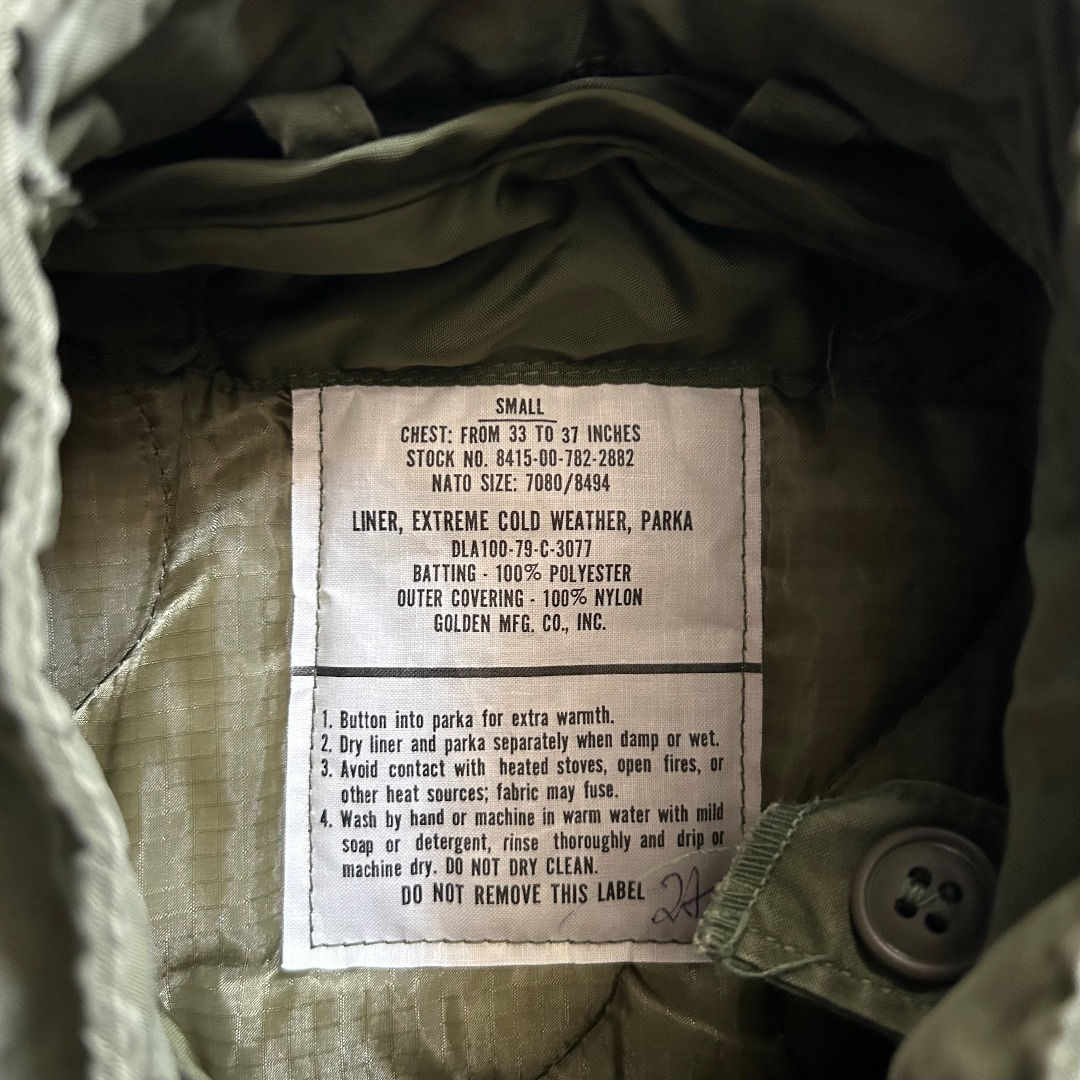 SMALL
CHEST: FROM 33 TO 37 INCHES
STOCK NO. 8415-00-782-2882
NATO SIZE: 7080/8494
LINER, EXTREME COLD WEATHER, PARKA
DLA100-79-C-3077
BATTING - 100% POLYESTER
OUTER COVERING - 100% NYLON
GOLDEN MFG. CO., INC.
1. Button into parka for extra warmth.
2. Dry liner and parka separately when damp or wet.
3. Avoid contact with heated stoves, open fires, or
other heat sources; fabric may fuse.
4. Wash by hand or machine in warm water with mild
soap or detergent, rinse thoroughly and drip or
machine dry. DO NOT DRY CLEAN.
DO NOT REMOVE THIS LABEL